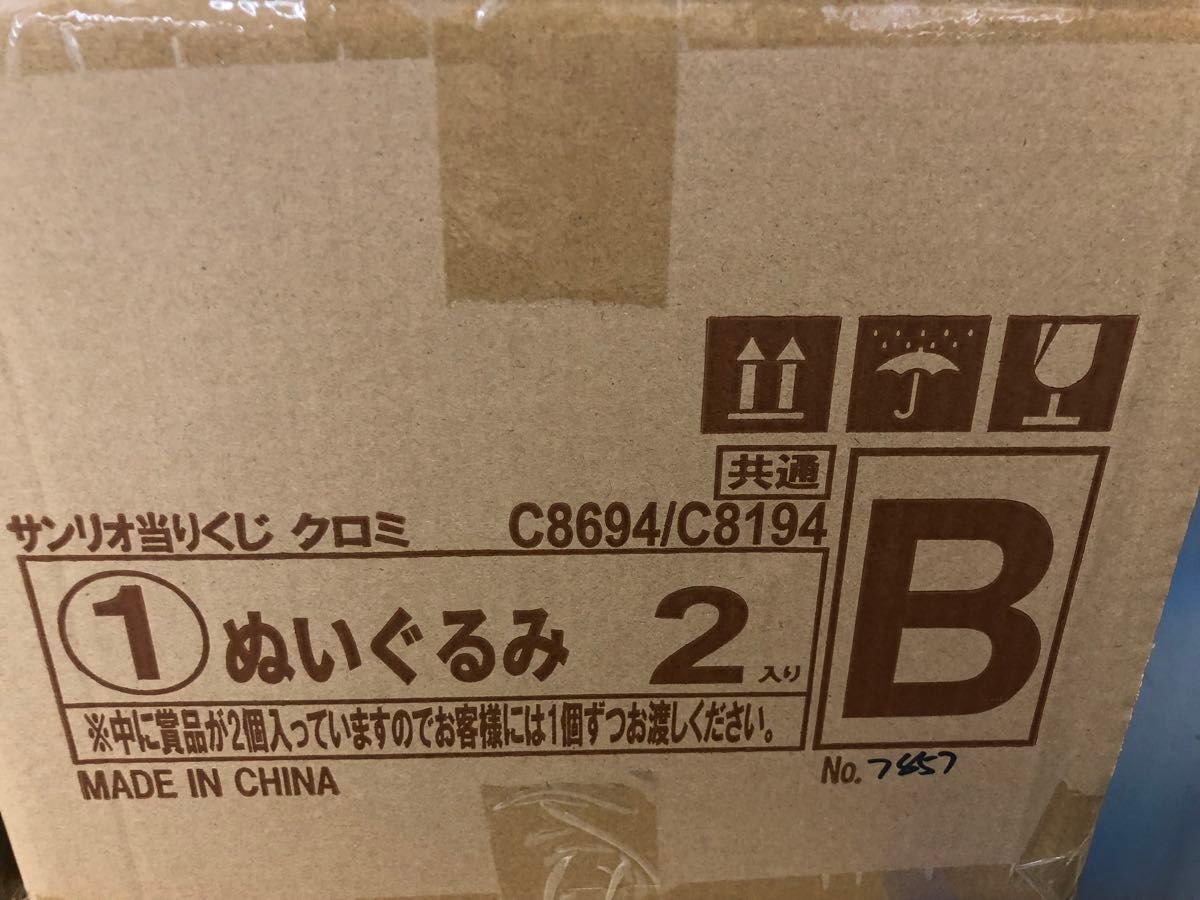 共通
サンリオ当りくじ クロミ C8694/C8194
B
① ぬいぐるみ 2入り
※中に賞品が2個入っていますのでお客様には1個ずつお渡しください。
MADE IN CHINA
No. 7857